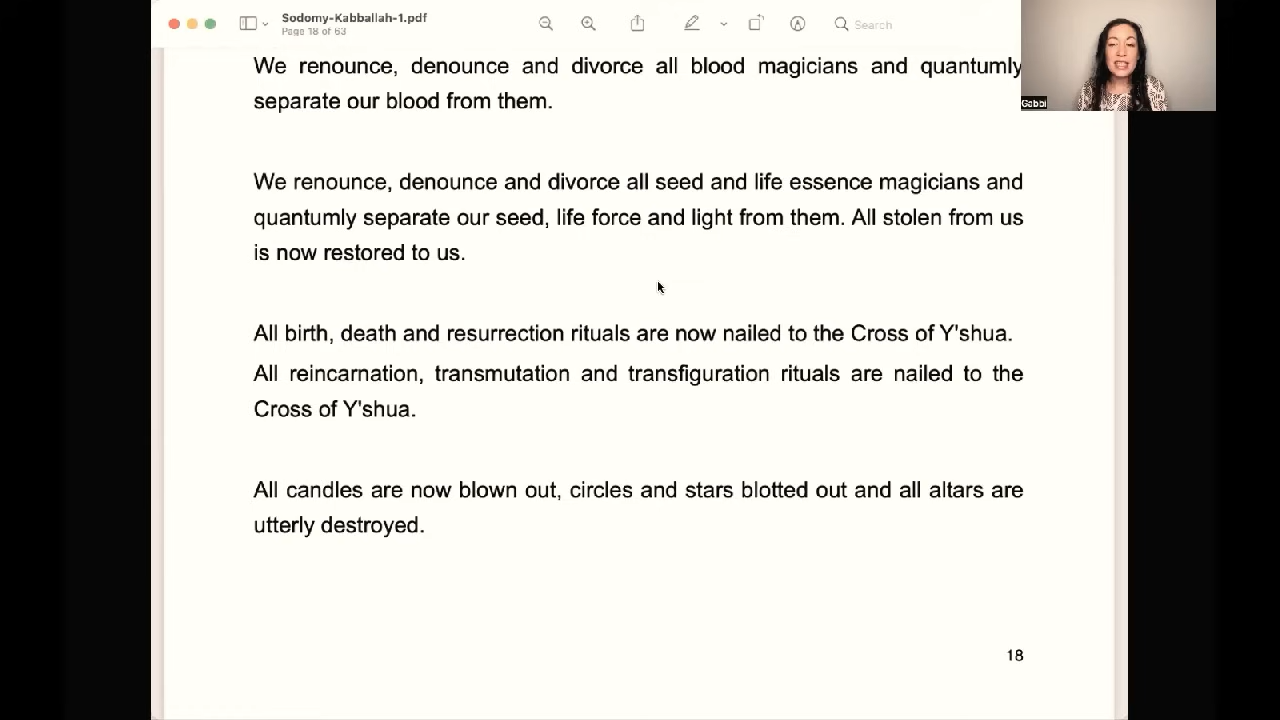 Sodomy-Kabballah-1.pdf
Page 18 of 63
Search
Gabbi
We renounce, denounce and divorce all blood magicians and quantumly
separate our blood from them.
We renounce, denounce and divorce all seed and life essence magicians and
quantumly separate our seed, life force and light from them. All stolen from us
is now restored to us.
All birth, death and resurrection rituals are now nailed to the Cross of Y'shua.
All reincarnation, transmutation and transfiguration rituals are nailed to the
Cross of Y'shua.
All candles are now blown out, circles and stars blotted out and all altars are
utterly destroyed.
18